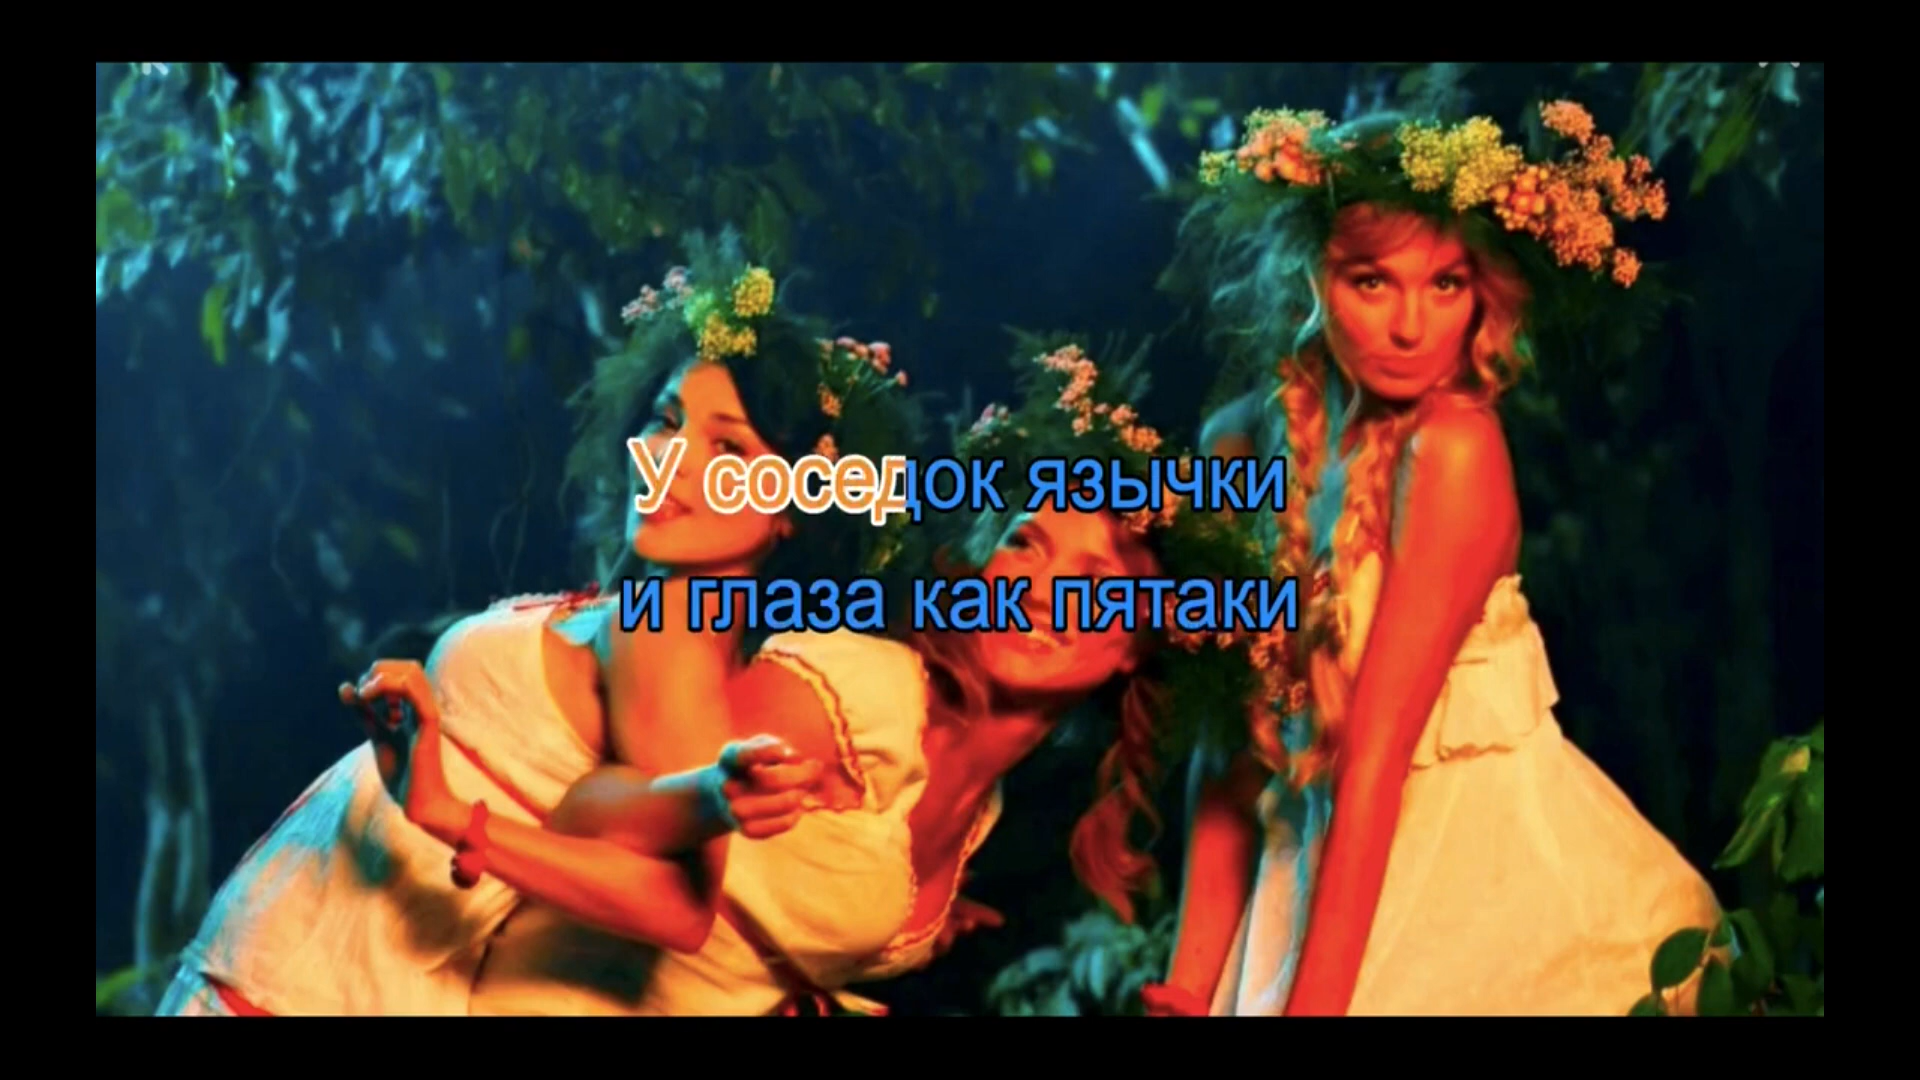 У соседок язычки
и глаза как пятаки